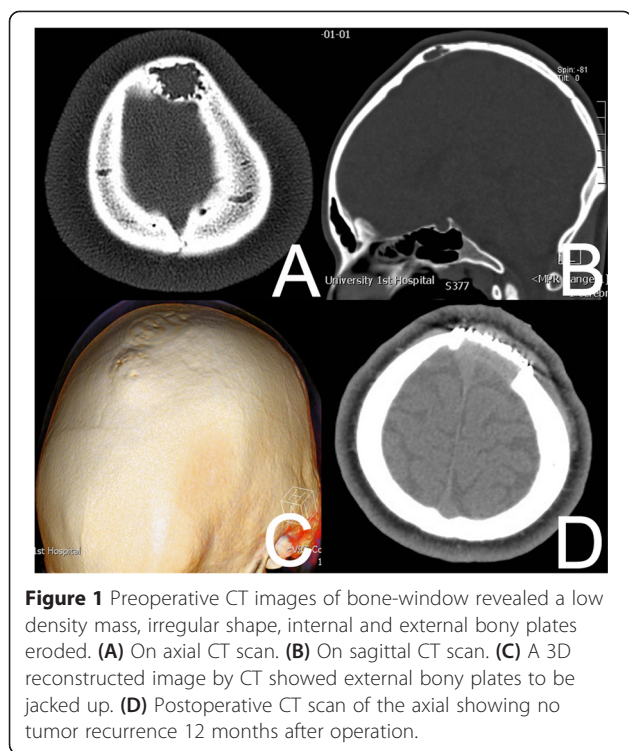 -01-01
Spin: -81
Tilt: 0
A
B
University 1st Hospital
S377
<MPR Range[1]
C
1st Hospital
D
Figure 1 Preoperative CT images of bone-window revealed a low
density mass, irregular shape, internal and external bony plates
eroded. (A) On axial CT scan. (B) On sagittal CT scan. (C) A 3D
reconstructed image by CT showed external bony plates to be
jacked up. (D) Postoperative CT scan of the axial showing no
tumor recurrence 12 months after operation.